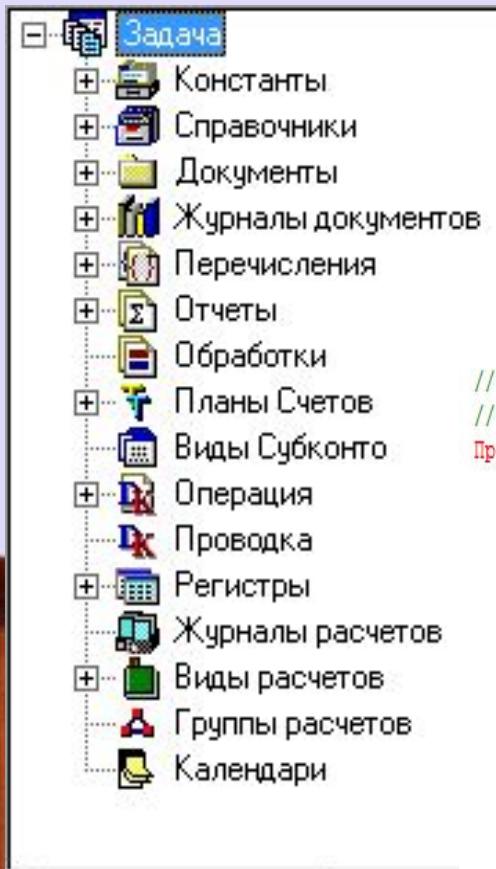 Задача
Константы
Справочники
Документы
Журналы документов
Перечисления
Отчеты
Обработки
Планы Счетов
Виды Субконто
Операция
Проводка
Регистры
Журналы расчетов
Виды расчетов
Группы расчетов
Календари
//
//
Пр